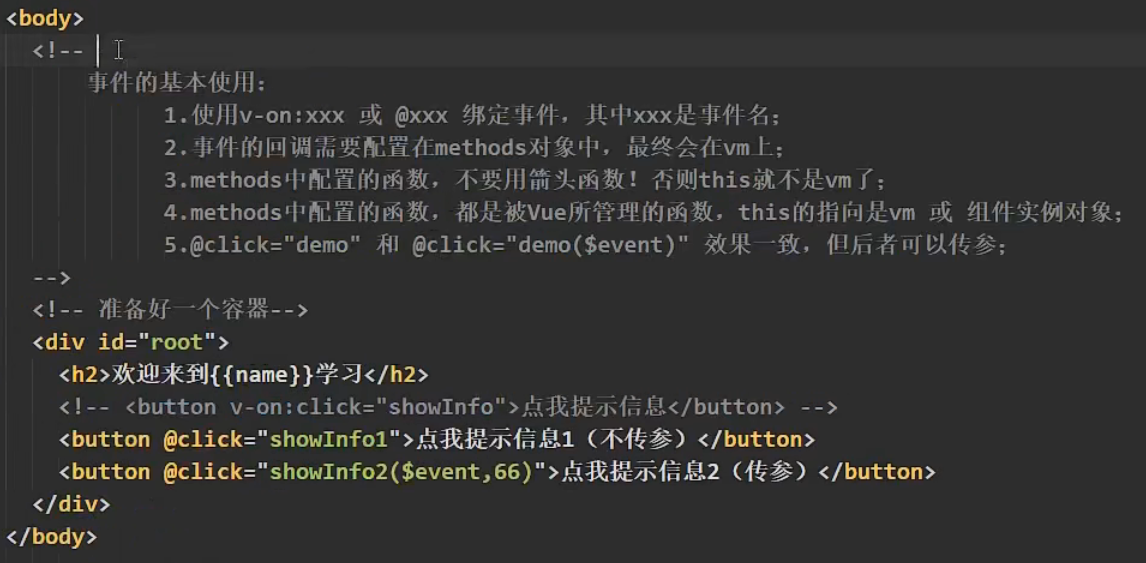 <body>
<!--
事件的基本使用：
1.使用v-on:xxx 或 @xxx 绑定事件，其中xxx是事件名；
2.事件的回调需要配置在methods对象中，最终会在vm上；
3.methods中配置的函数，不要用箭头函数！否则this就不是vm了；
4.methods中配置的函数，都是被Vue所管理的函数，this的指向是vm 或 组件实例对象；
5.@click="demo" 和 @click="demo($event)" 效果一致，但后者可以传参；
-->
<!-- 准备好一个容器-->
<div id="root">
<h2>欢迎来到{{name}}学习</h2>
<!-- <button v-on:click="showInfo">点我提示信息</button> -->
<button @click="showInfo1">点我提示信息1（不传参）</button>
<button @click="showInfo2($event,66)">点我提示信息2（传参）</button>
</div>
</body>